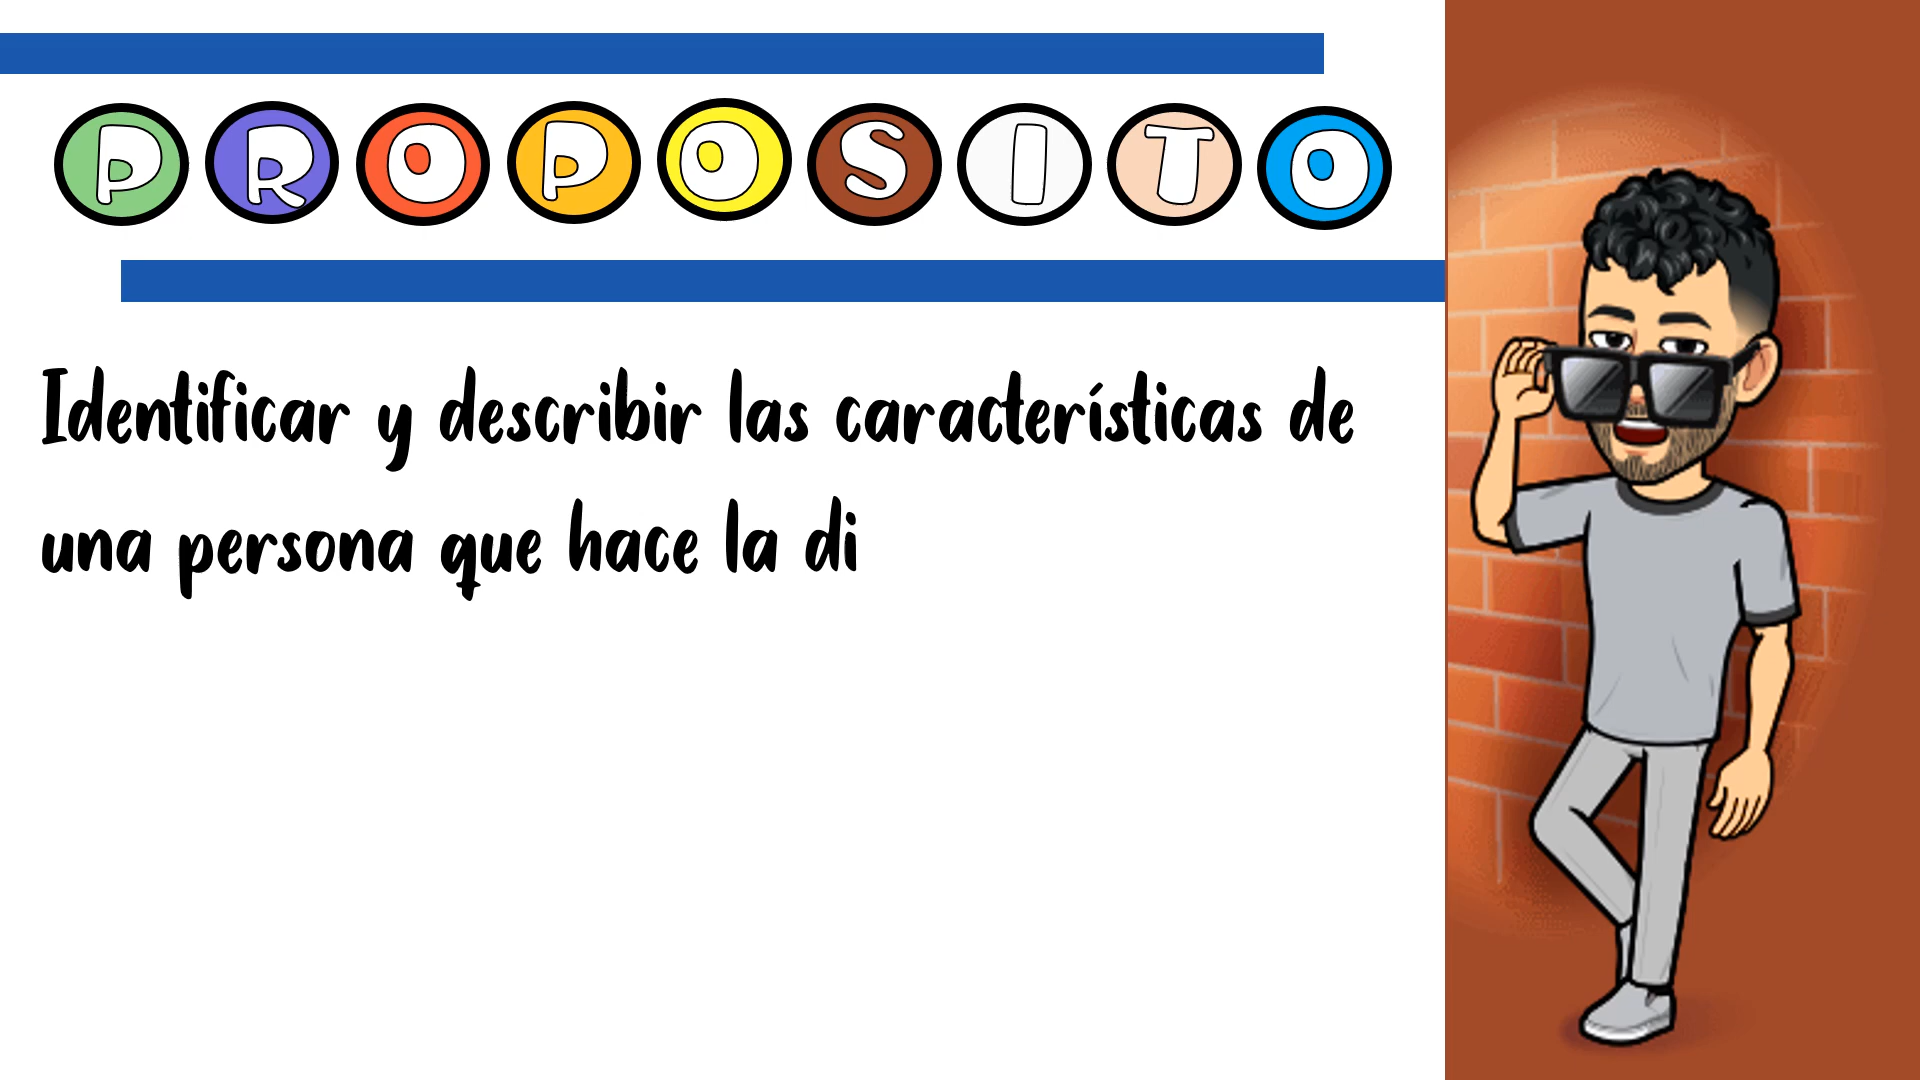 PROPOSITO
Identificar y describir las características de
una persona que hace la di